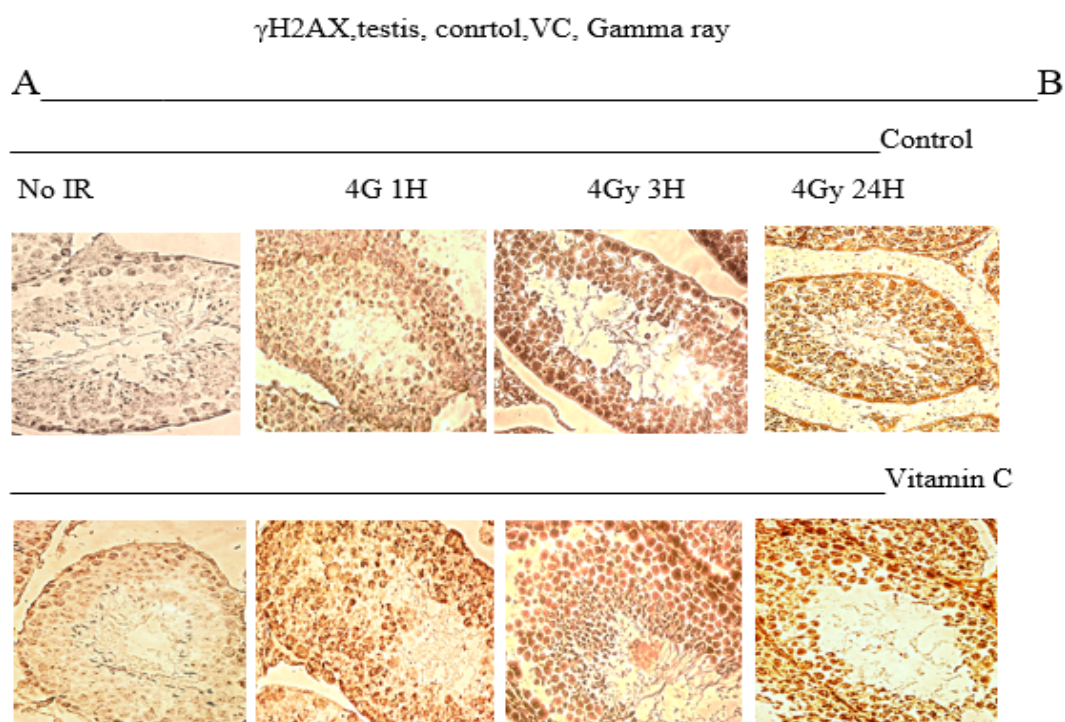 γH2AX,testis, conrtol,VC, Gamma ray
A B
Control
No IR 4G 1H 4Gy 3H 4Gy 24H
Vitamin C